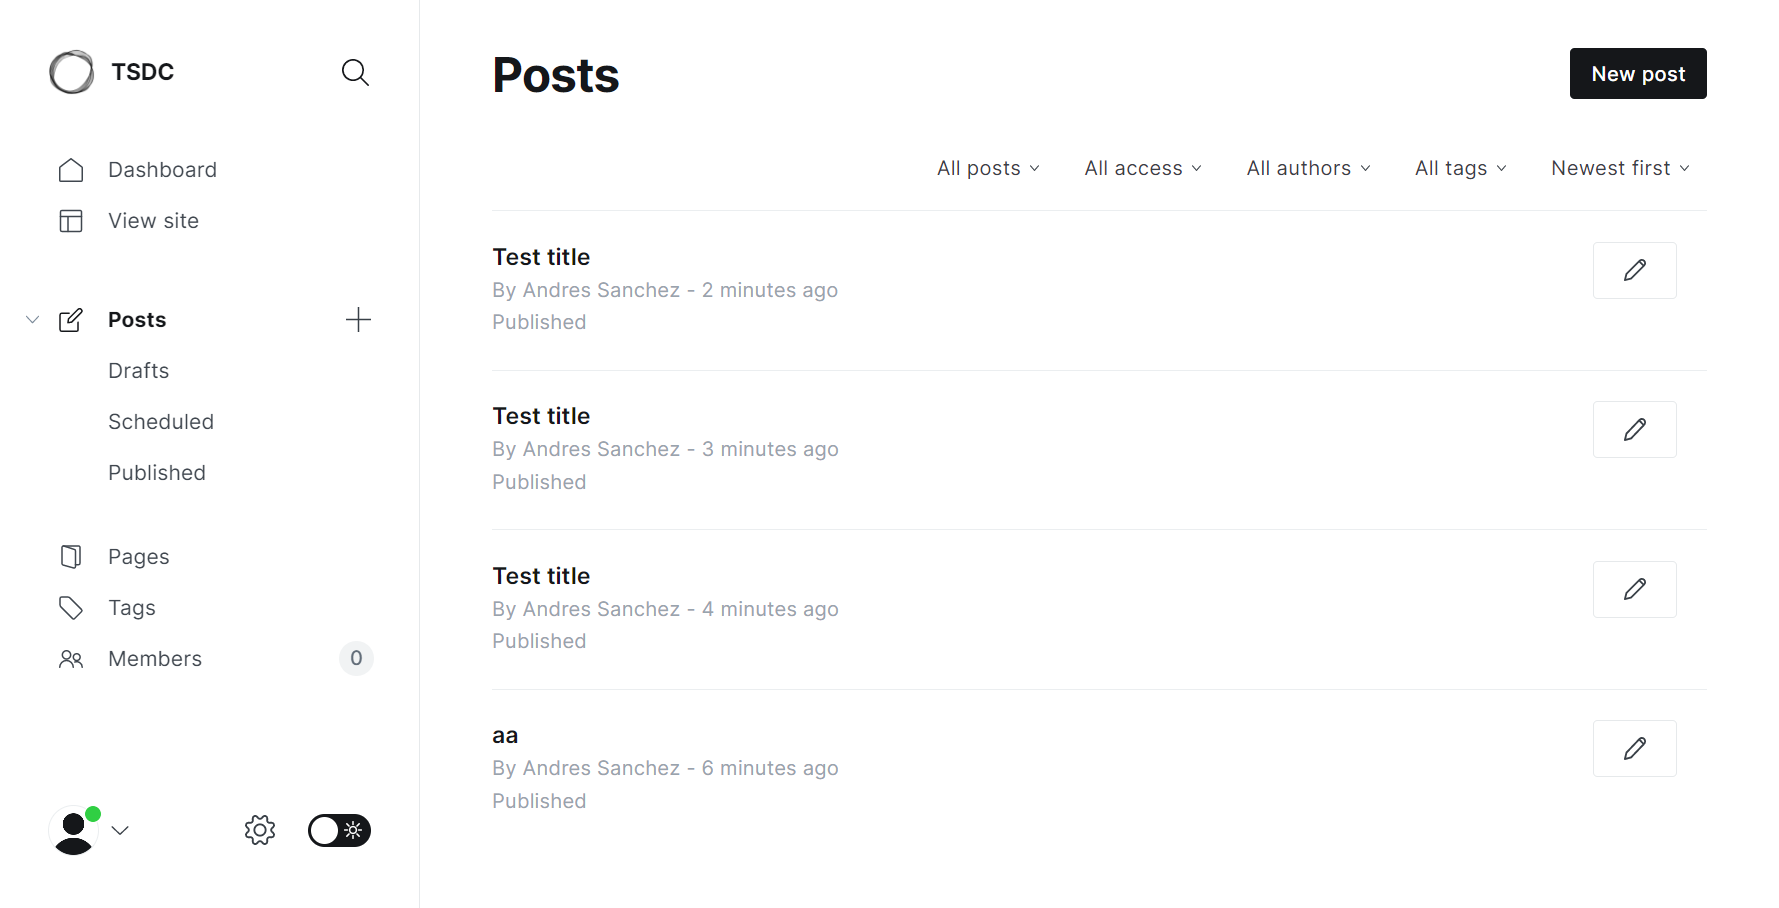 TSDC
Dashboard
View site
Posts
Drafts
Scheduled
Published
Pages
Tags
Members 0
Posts
New post
All posts All access All authors All tags Newest first
Test title
By Andres Sanchez - 2 minutes ago
Published
Test title
By Andres Sanchez - 3 minutes ago
Published
Test title
By Andres Sanchez - 4 minutes ago
Published
aa
By Andres Sanchez - 6 minutes ago
Published